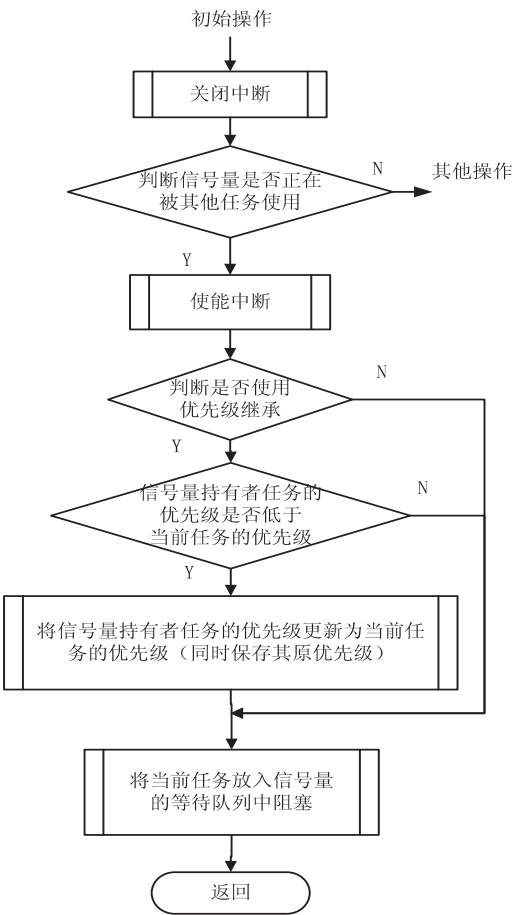 初始操作
关闭中断
N
判断信号量是否正在
被其他任务使用
其他操作
Y
使能中断
N
判断是否使用
优先级继承
Y
N
信号量持有者任务的
优先级是否低于
当前任务的优先级
Y
将信号量持有者任务的优先级更新为当前任
务的优先级（同时保存其原优先级）
将当前任务放入信号量
的等待队列中阻塞
返回